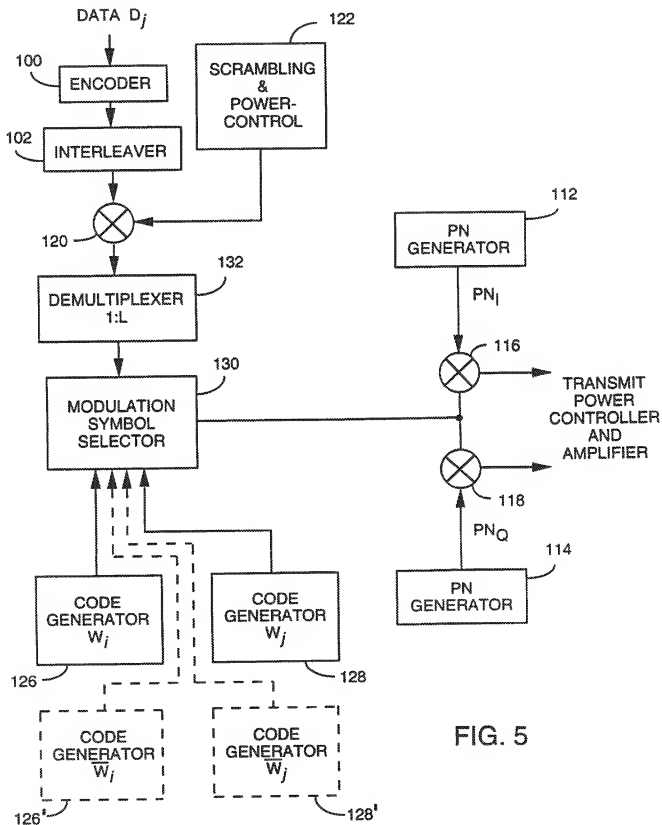 DATA Dj
100
ENCODER
102
INTERLEAVER
122
SCRAMBLING
&
POWER-
CONTROL
120
132
DEMULTIPLEXER
1:L
130
MODULATION
SYMBOL
SELECTOR
112
PN
GENERATOR
PNI
116
TRANSMIT
POWER
CONTROLLER
AND
AMPLIFIER
118
PNQ
114
PN
GENERATOR
CODE
GENERATOR
Wi
126
CODE
GENERATOR
Wj
128
CODE
GENERATOR
W̅i
126'
CODE
GENERATOR
W̅j
128'
FIG. 5